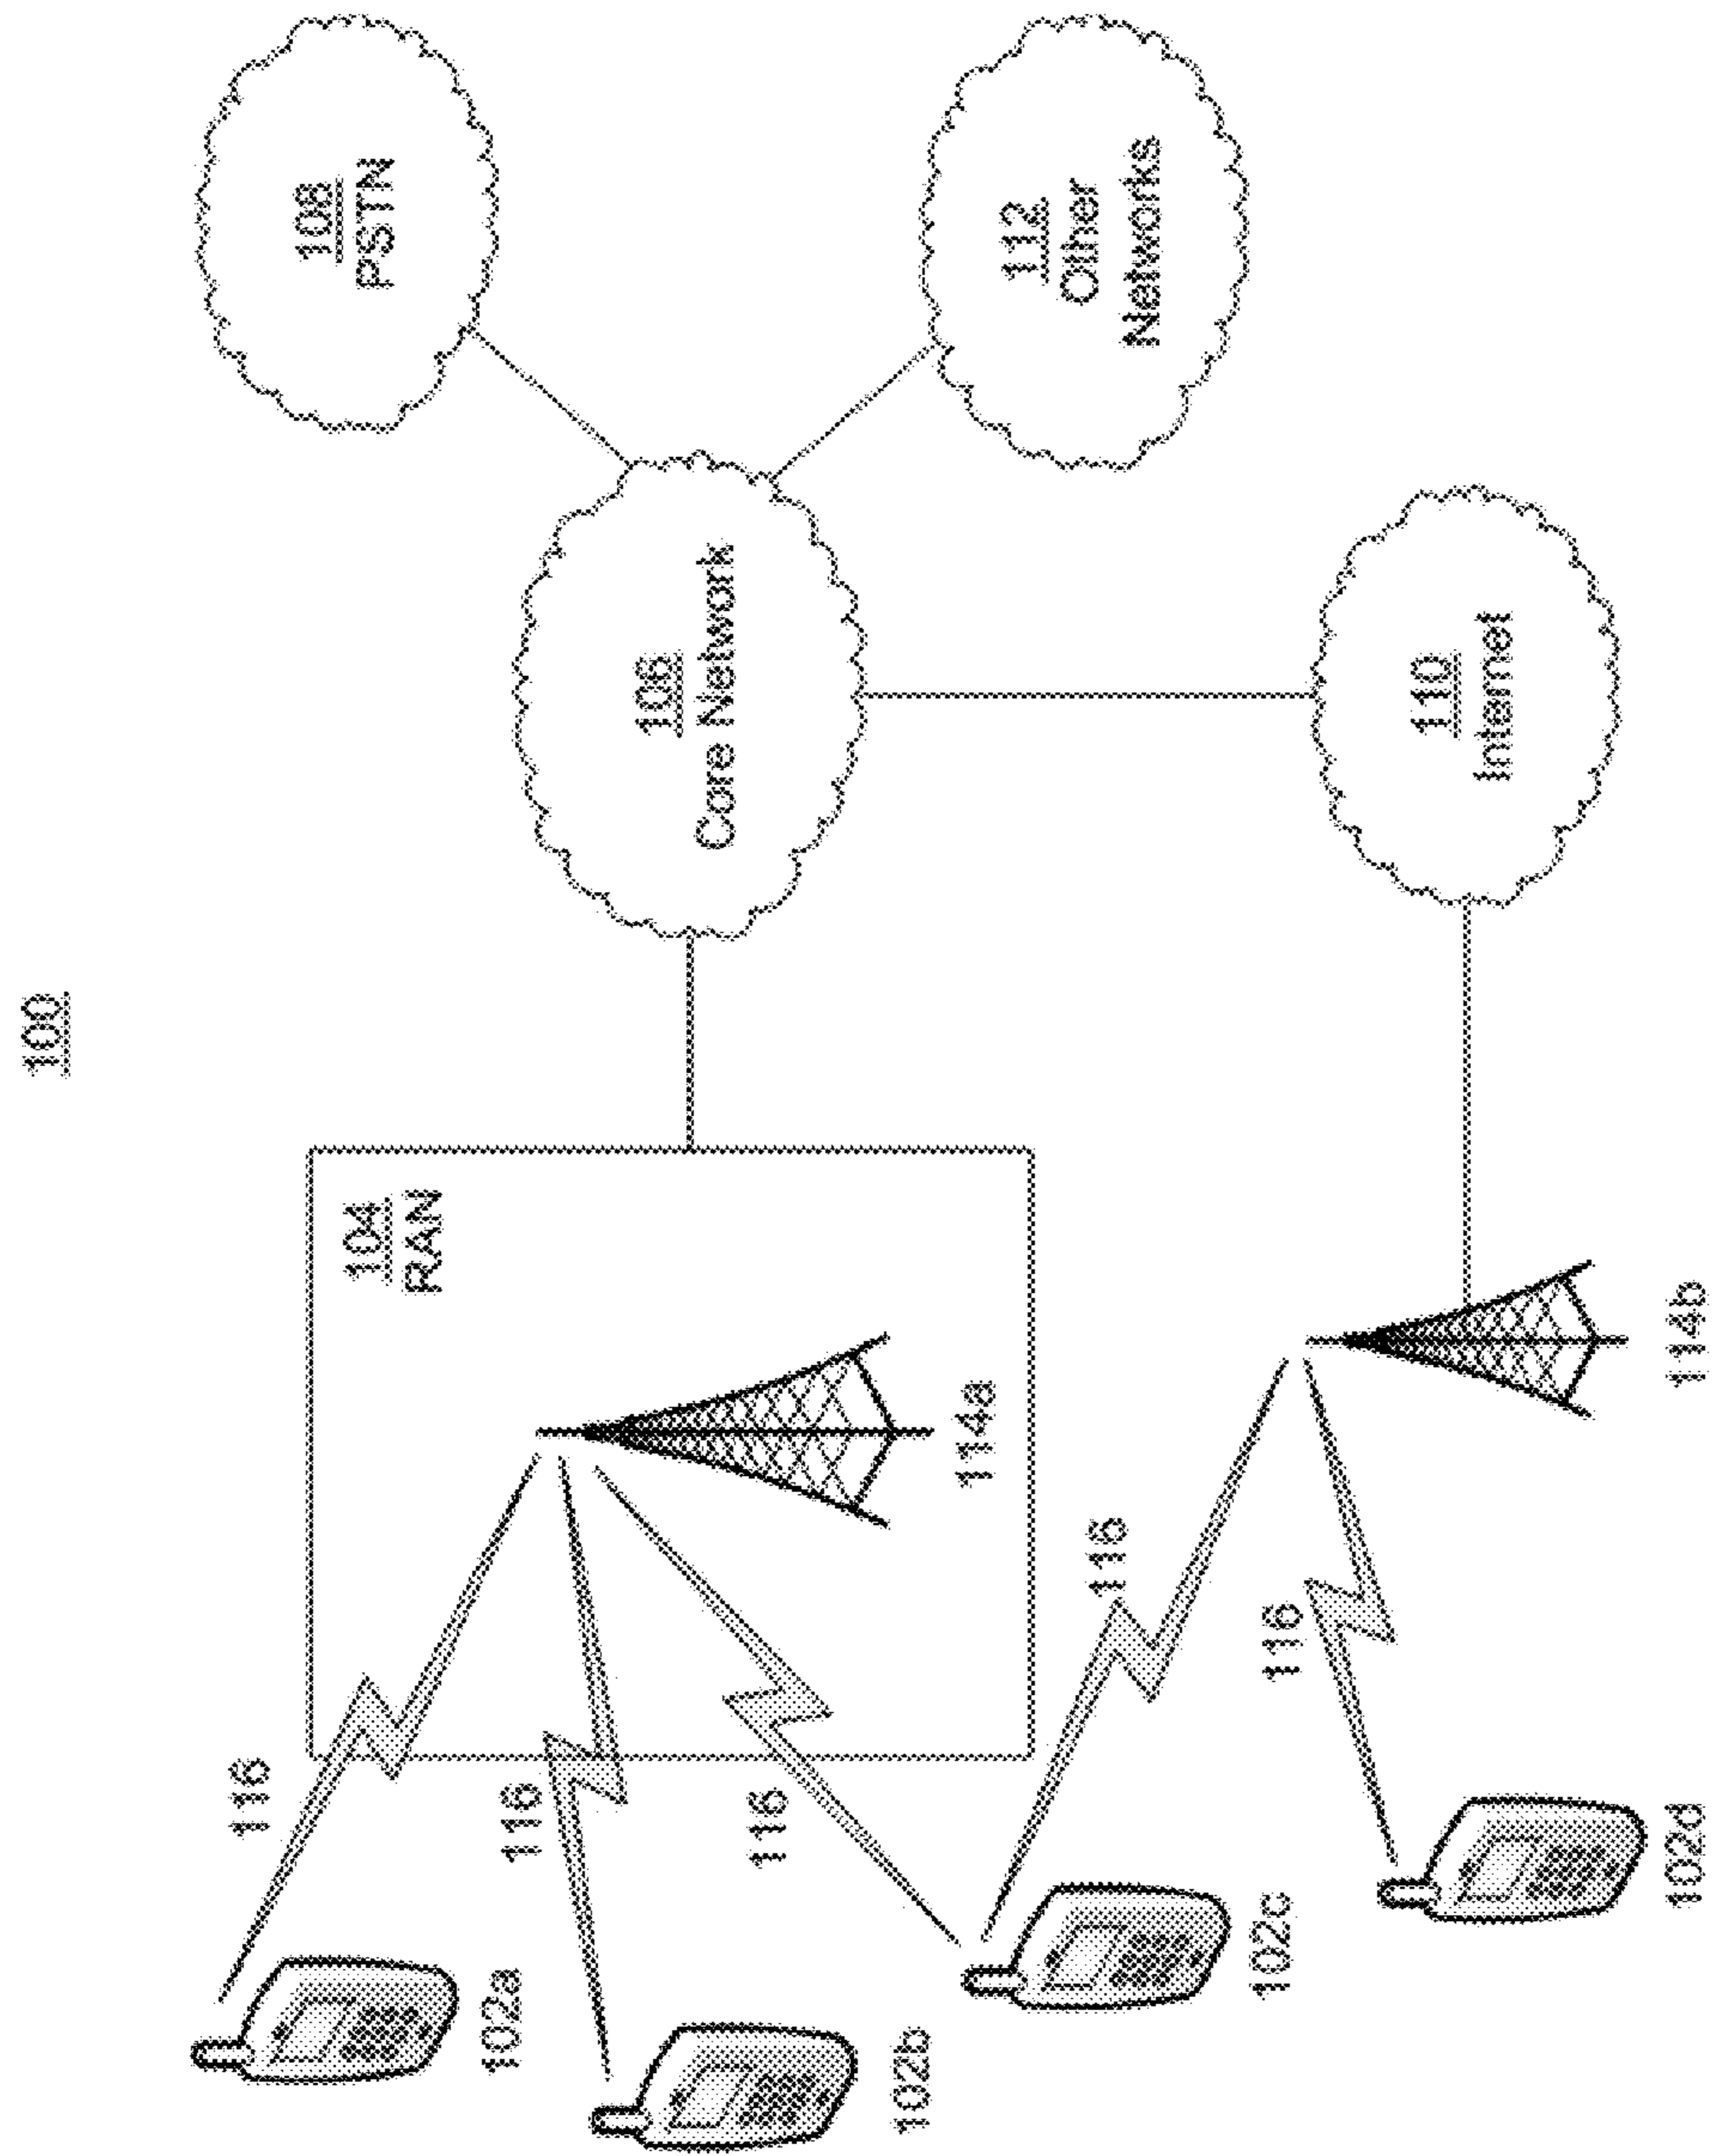 100
108
PSTN
106
Core Network
112
Other
Networks
104
RAN
110
Internet
114a
114b
116
116
116
116
116
102a
102b
102c
102d